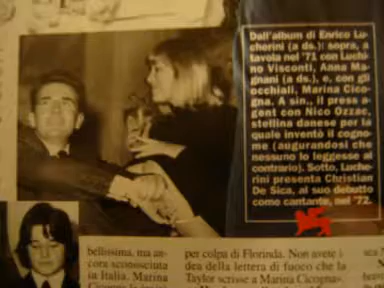 Dall'album di Enrico Lu-
cherini (a ds.): sopra, a
tavola nel '71 con Luchi-
no Visconti, Anna Ma-
gnani (a ds.), e, con gli
occhiali, Marina Cicog-
na. A sin., il press a-
gent con Nico Ozzac,
stellina danese per la
quale inventò il cogno-
me (augurandosi che
nessuno lo leggesse al
contrario). Sotto, Luche-
rini presenta Christian
De Sica, al suo debutto
come cantante, nel '72.
bellissima, ma an-
cora sconosciuta
in Italia. Marina
per colpa di Florinda. Non avete i
dea della lettera di fuoco che la
Taylor scrisse a Marina Cicogna».